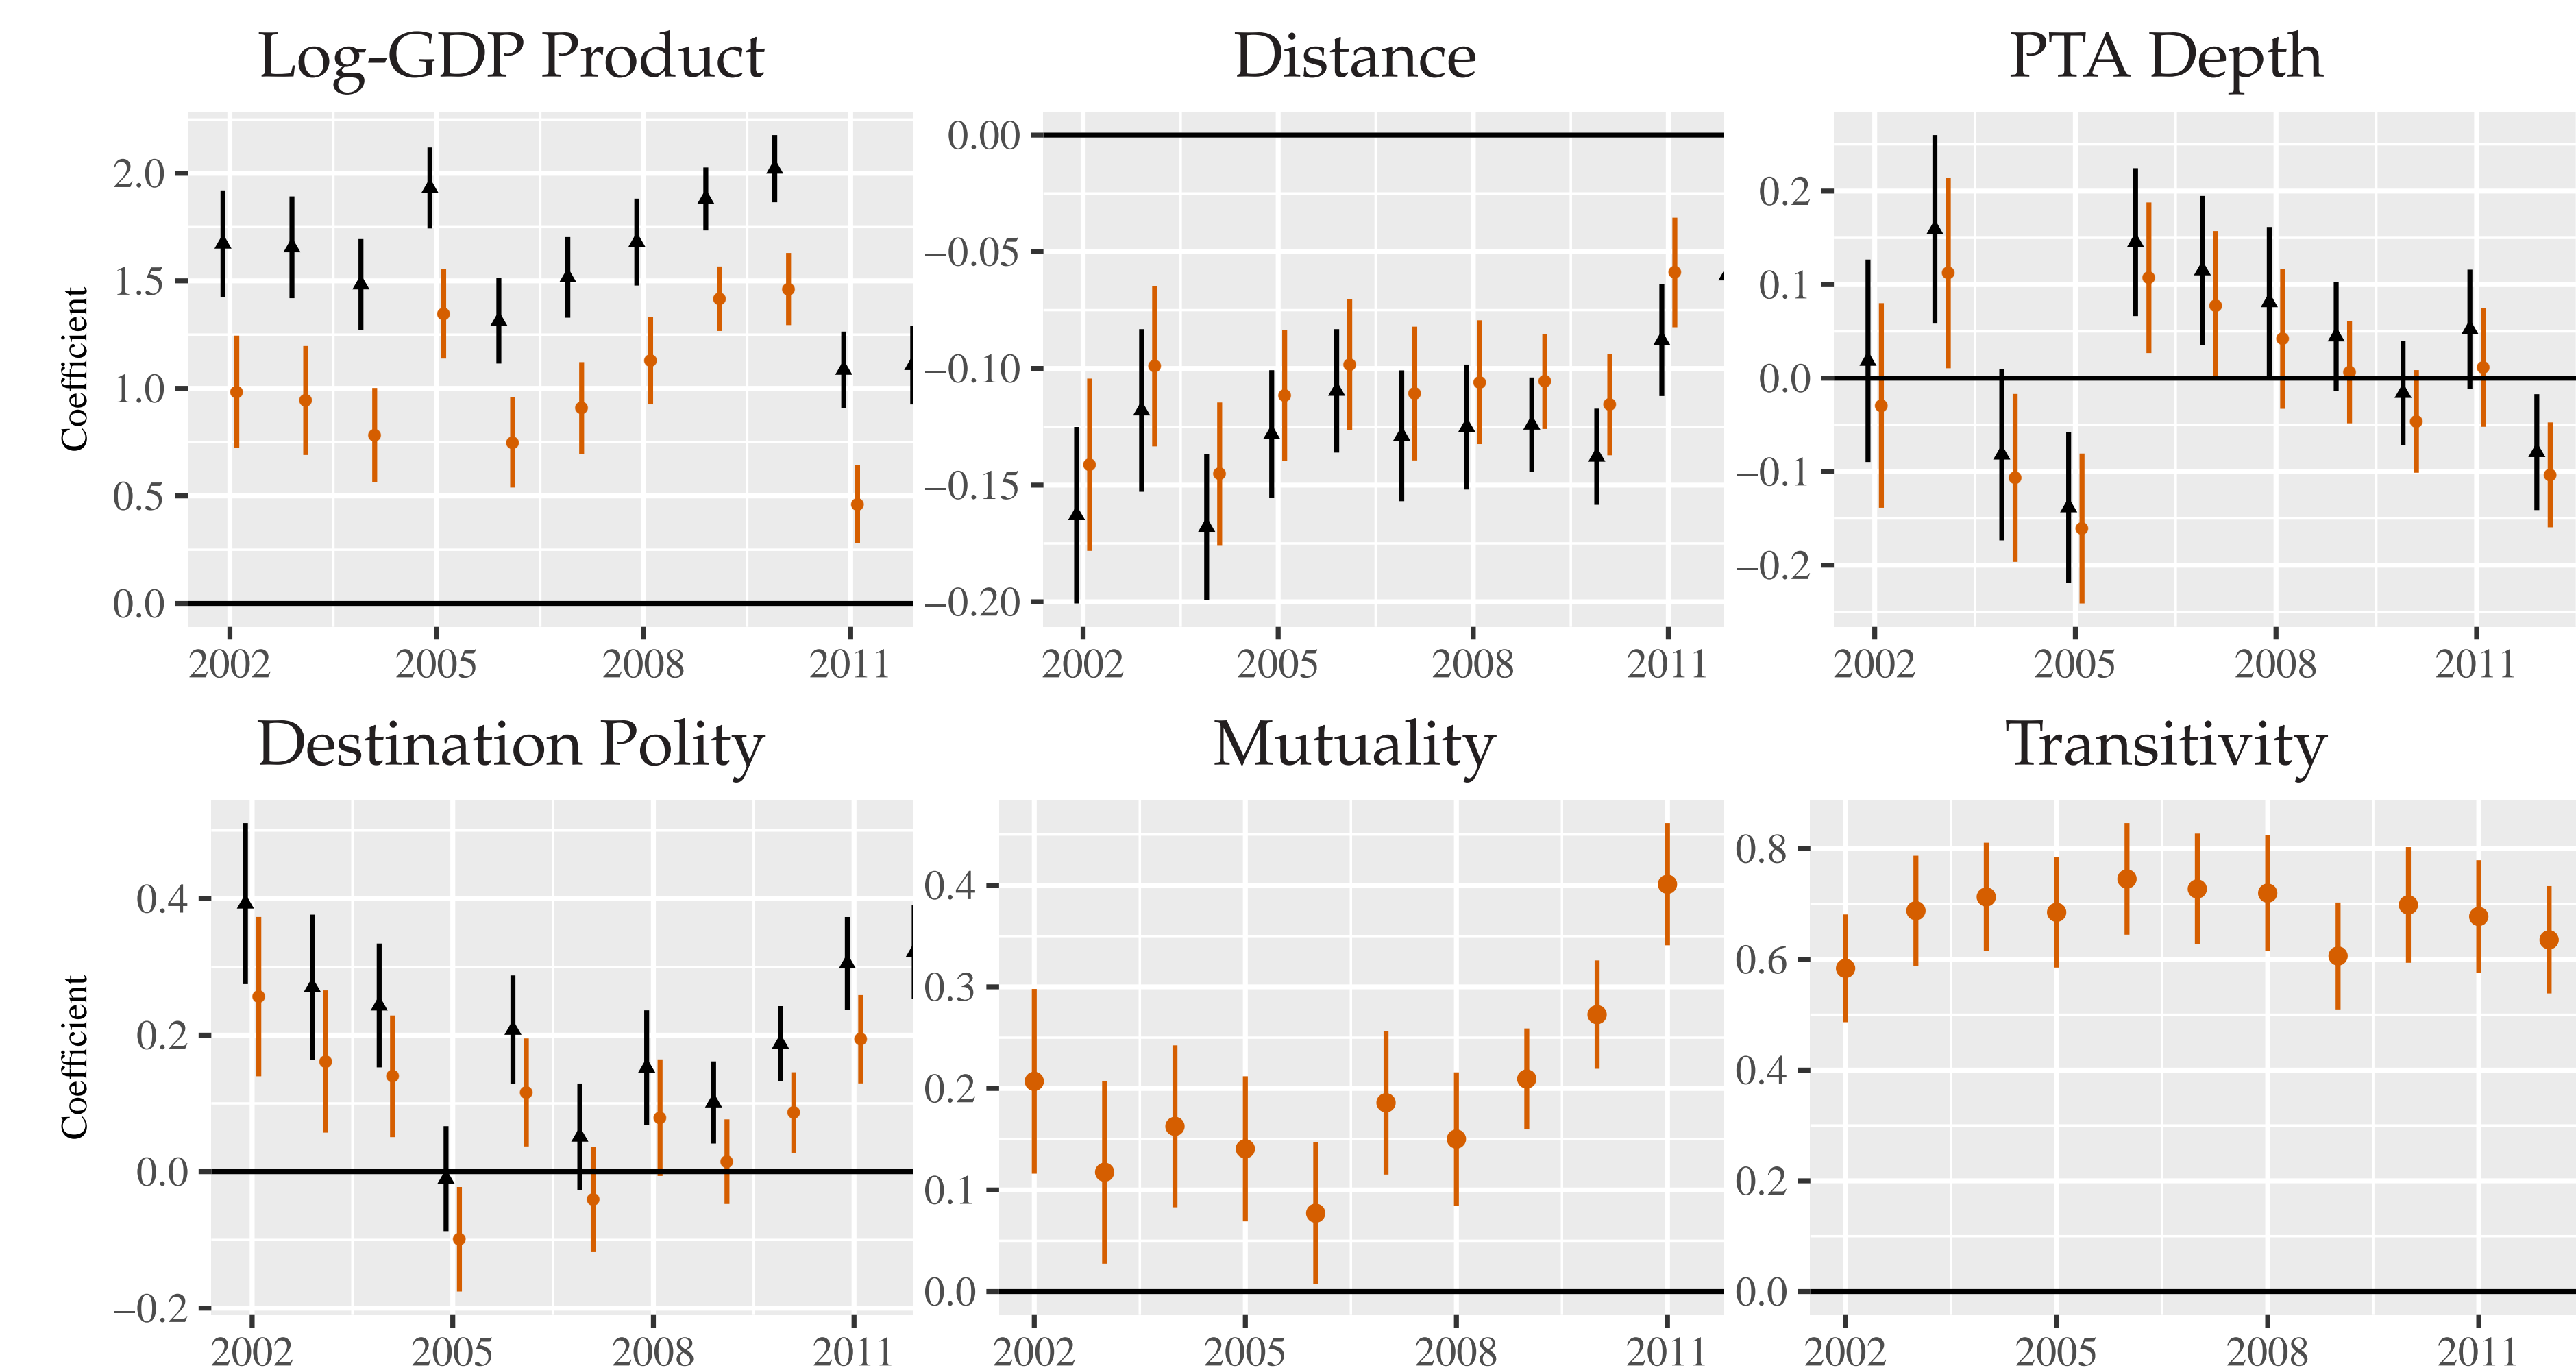 Log-GDP Product
Distance
PTA Depth
Coefficient
2.0
1.5
1.0
0.5
0.0
2002 2005 2008 2011
0.00
−0.05
−0.10
−0.15
−0.20
2002 2005 2008 2011
0.2
0.1
0.0
−0.1
−0.2
2002 2005 2008 2011
Destination Polity
Mutuality
Transitivity
Coefficient
0.4
0.2
0.0
−0.2
2002 2005 2008 2011
0.4
0.3
0.2
0.1
0.0
2002 2005 2008 2011
0.8
0.6
0.4
0.2
0.0
2002 2005 2008 2011